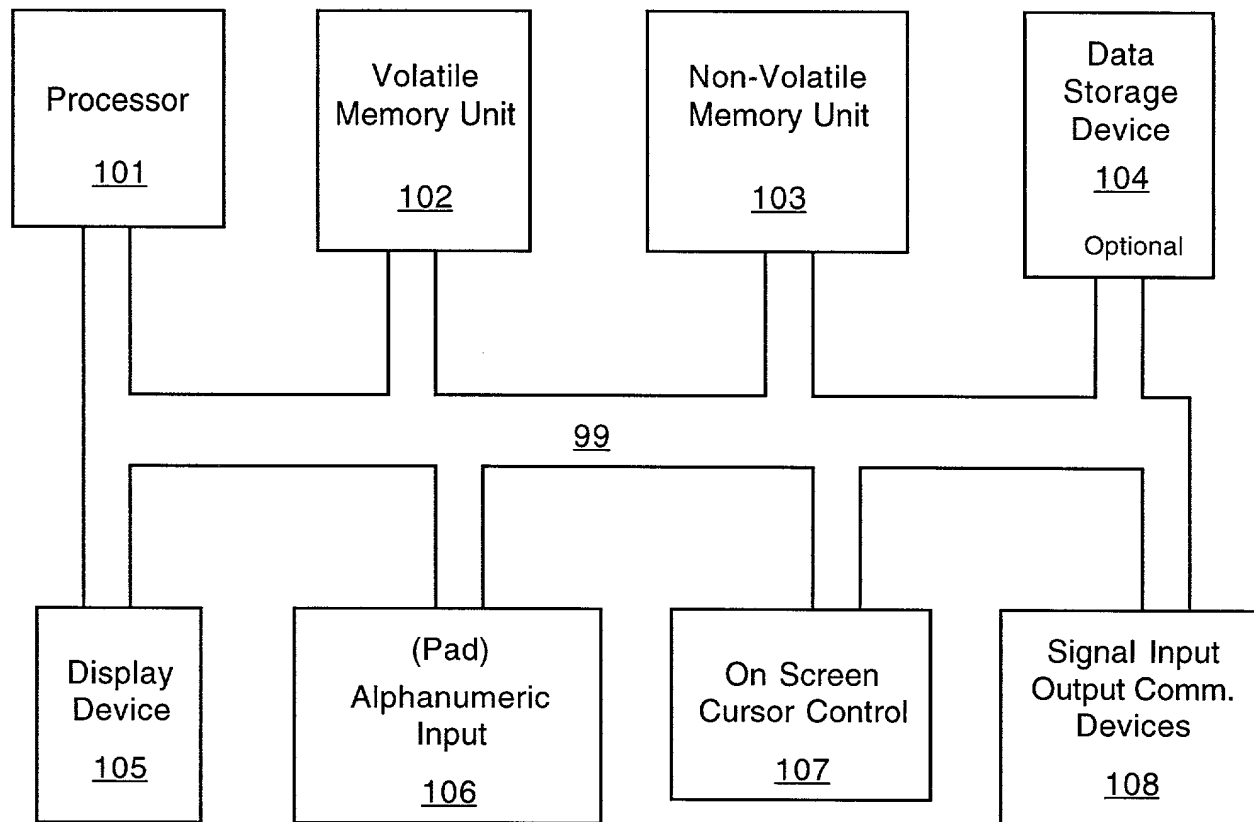 Processor
101
Volatile
Memory Unit
102
Non-Volatile
Memory Unit
103
Data
Storage
Device
104
Optional
99
Display
Device
105
(Pad)
Alphanumeric
Input
106
On Screen
Cursor Control
107
Signal Input
Output Comm.
Devices
108